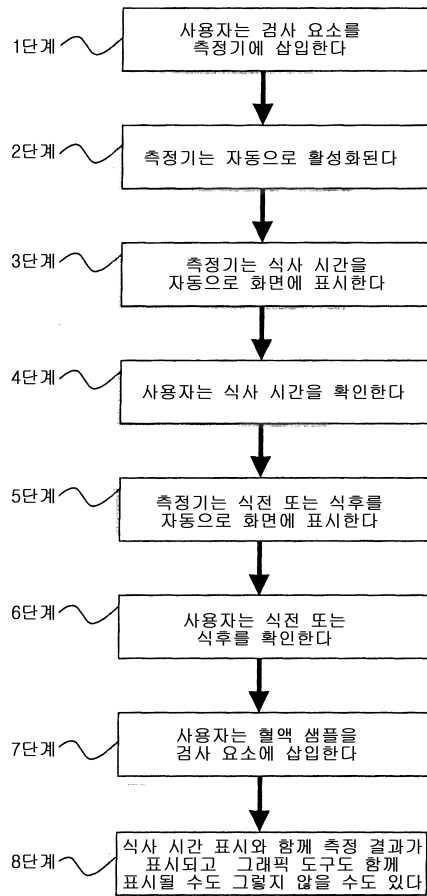 1단계
사용자는 검사 요소를
측정기에 삽입한다
2단계
측정기는 자동으로 활성화된다
3단계
측정기는 식사 시간을
자동으로 화면에 표시한다
4단계
사용자는 식사 시간을 확인한다
5단계
측정기는 식전 또는 식후를
자동으로 화면에 표시한다
6단계
사용자는 식전 또는
식후를 확인한다
7단계
사용자는 혈액 샘플을
검사 요소에 삽입한다
8단계
식사 시간 표시와 함께 측정 결과가
표시되고 그래픽 도구도 함께
표시될 수도 그렇지 않을 수도 있다